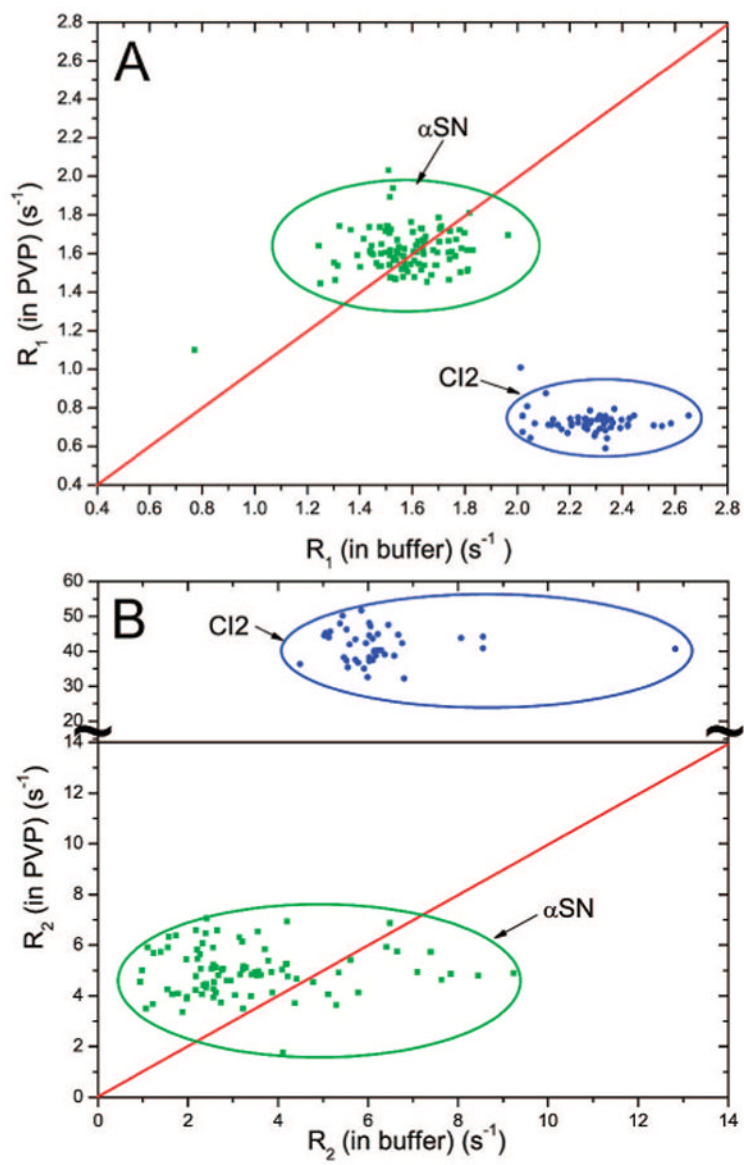 A
2.8
2.6
2.4
2.2
2.0
1.8
1.6
1.4
1.2
1.0
0.8
0.6
0.4
R₁ (in PVP) (s⁻¹)
αSN
CI2
0.4 0.6 0.8 1.0 1.2 1.4 1.6 1.8 2.0 2.2 2.4 2.6 2.8
R₁ (in buffer) (s⁻¹)
B
60
50
40
30
20
CI2
14
12
10
8
6
4
2
0
R₂ (in PVP) (s⁻¹)
αSN
0 2 4 6 8 10 12 14
R₂ (in buffer) (s⁻¹)